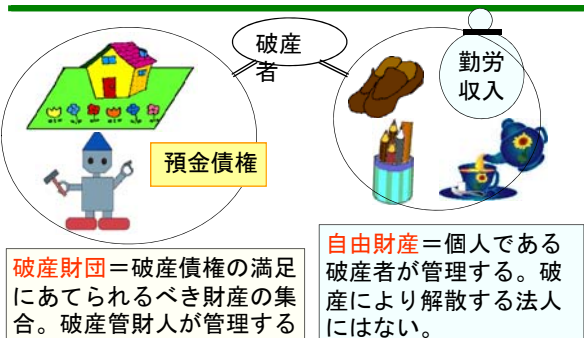 破産
者
勤労
収入
預金債権
破産財団＝破産債権の満足
にあてられるべき財産の集
合。破産管財人が管理する
自由財産＝個人である
破産者が管理する。破
産により解散する法人
にはない。